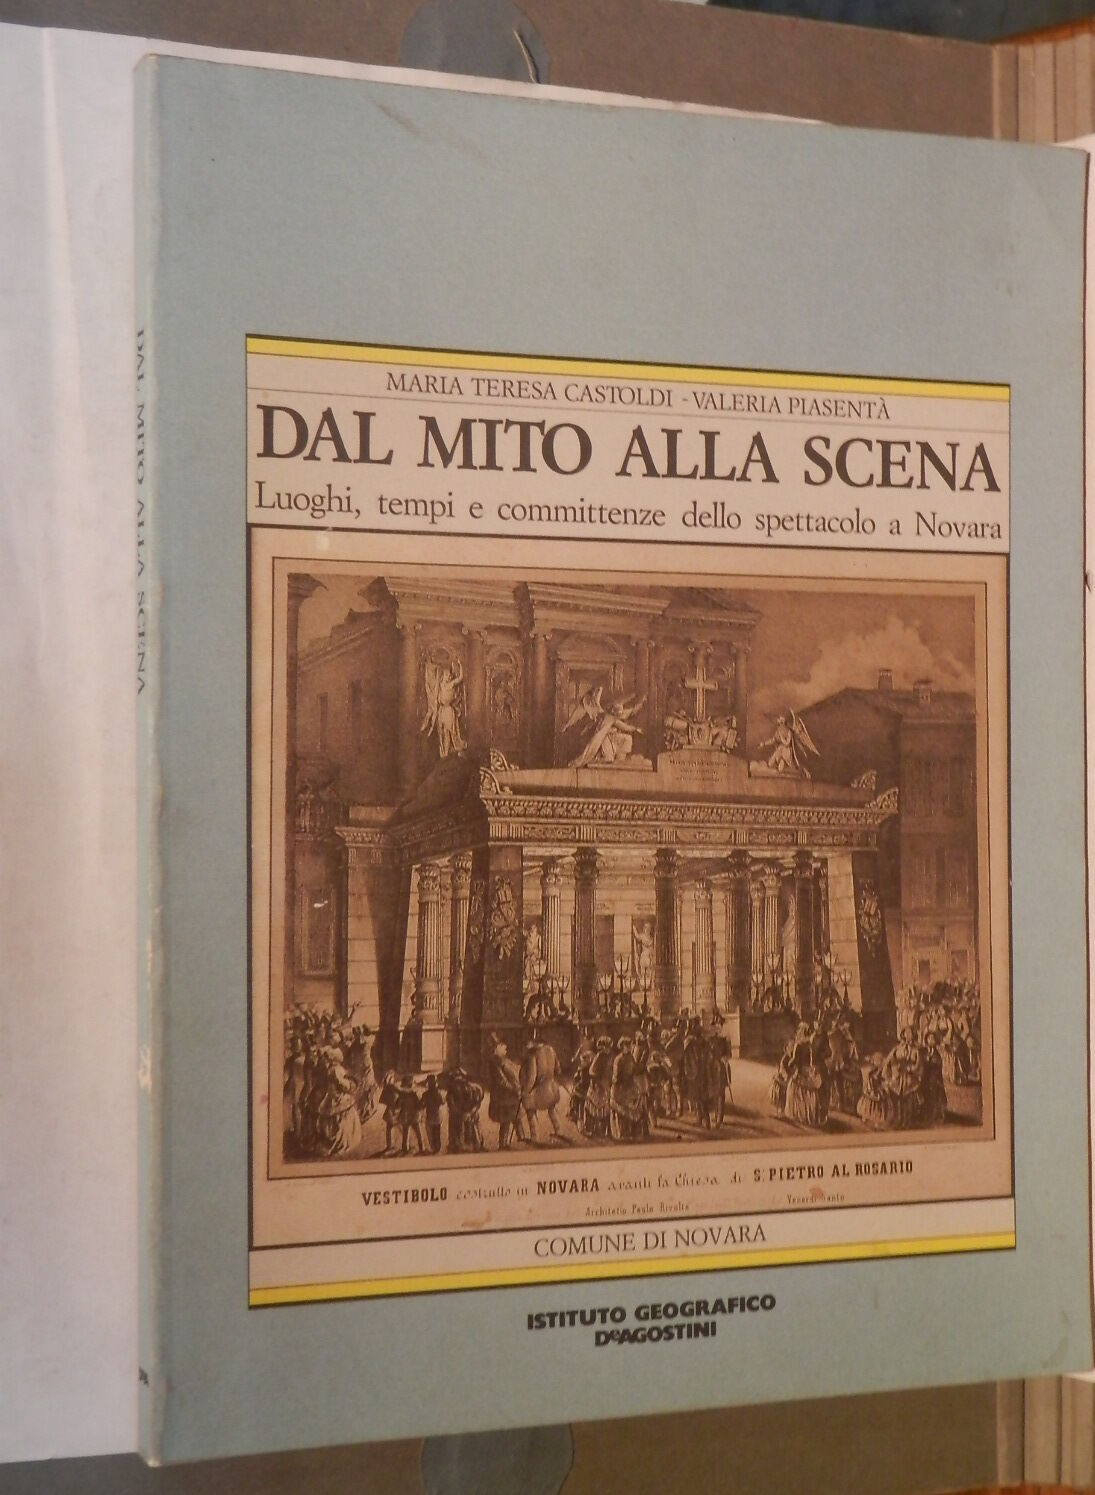 MARIA TERESA CASTOLDI - VALERIA PIASENTÀ
DAL MITO ALLA SCENA
Luoghi, tempi e committenze dello spettacolo a Novara
VESTIBOLO costrutto in NOVARA avanti la Chiesa di S. PIETRO AL ROSARIO
Architetto Paolo Rivolta
Venerdì Santo
COMUNE DI NOVARA
ISTITUTO GEOGRAFICO
DeAGOSTINI
DAL MITO ALLA SCENA